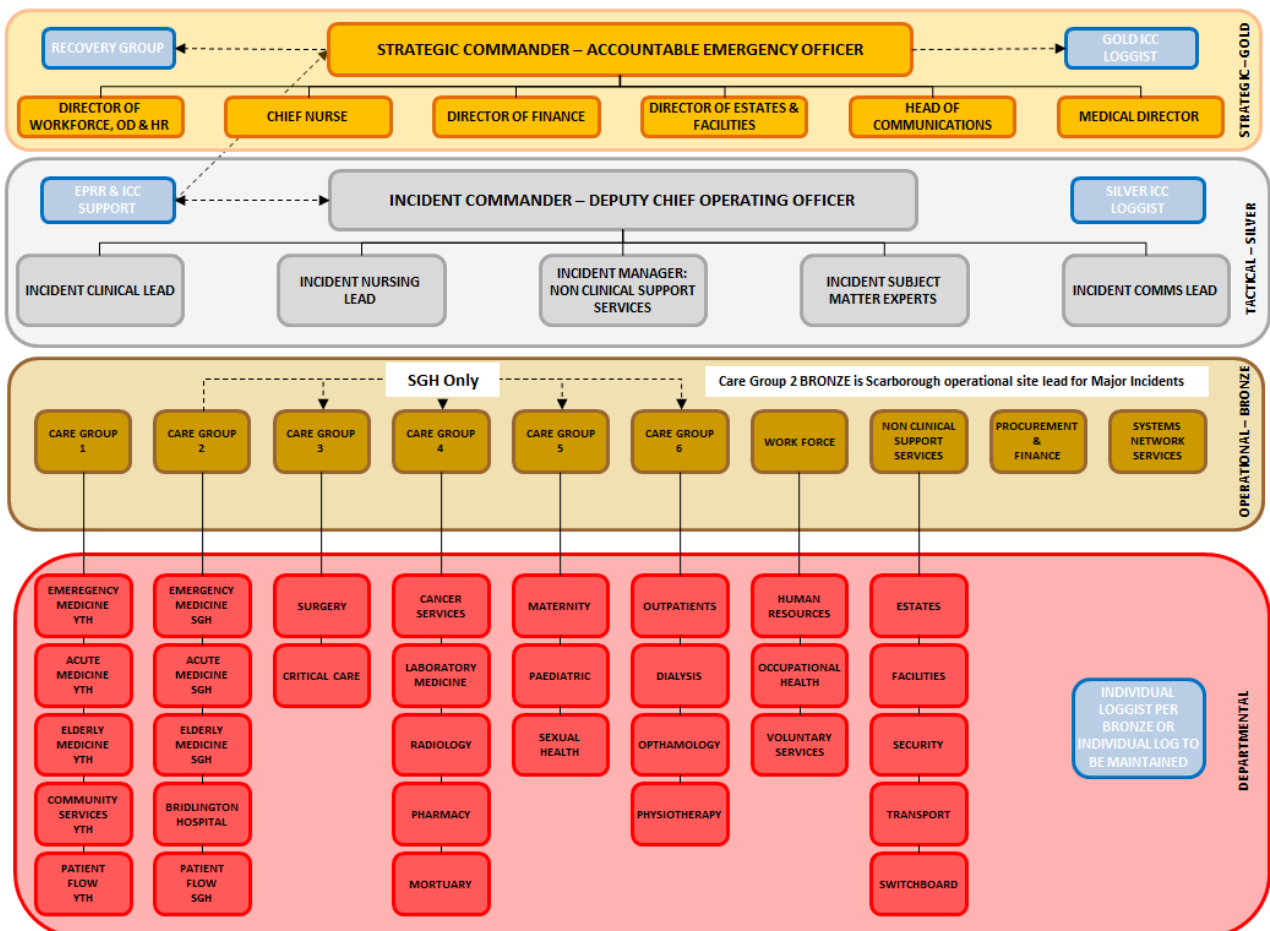 RECOVERY GROUP
STRATEGIC COMMANDER – ACCOUNTABLE EMERGENCY OFFICER
GOLD ICC
LOGGIST
DIRECTOR OF
WORKFORCE, OD & HR
CHIEF NURSE
DIRECTOR OF FINANCE
DIRECTOR OF ESTATES &
FACILITIES
HEAD OF
COMMUNICATIONS
MEDICAL DIRECTOR
STRATEGIC – GOLD
EPRR & ICC
SUPPORT
INCIDENT COMMANDER – DEPUTY CHIEF OPERATING OFFICER
SILVER ICC
LOGGIST
INCIDENT CLINICAL LEAD
INCIDENT NURSING
LEAD
INCIDENT MANAGER:
NON CLINICAL SUPPORT
SERVICES
INCIDENT SUBJECT
MATTER EXPERTS
INCIDENT COMMS LEAD
TACTICAL – SILVER
SGH Only
Care Group 2 BRONZE is Scarborough operational site lead for Major Incidents
CARE GROUP
1
CARE GROUP
2
CARE GROUP
3
CARE GROUP
4
CARE GROUP
5
CARE GROUP
6
WORK FORCE
NON CLINICAL
SUPPORT
SERVICES
PROCUREMENT
&
FINANCE
SYSTEMS
NETWORK
SERVICES
OPERATIONAL – BRONZE
EMEREGENCY
MEDICINE
YTH
ACUTE
MEDICINE
YTH
ELDERLY
MEDICINE
YTH
COMMUNITY
SERVICES
YTH
PATIENT
FLOW
YTH
EMERGENCY
MEDICINE
SGH
ACUTE
MEDICINE
SGH
ELDERLY
MEDICINE
SGH
BRIDLINGTON
HOSPITAL
PATIENT
FLOW
SGH
SURGERY
CRITICAL CARE
CANCER
SERVICES
LABORATORY
MEDICINE
RADIOLOGY
PHARMACY
MORTUARY
MATERNITY
PAEDIATRIC
SEXUAL
HEALTH
OUTPATIENTS
DIALYSIS
OPTHAMOLOGY
PHYSIOTHERAPY
HUMAN
RESOURCES
OCCUPATIONAL
HEALTH
VOLUNTARY
SERVICES
ESTATES
FACILITIES
SECURITY
TRANSPORT
SWITCHBOARD
INDIVIDUAL
LOGGIST PER
BRONZE OR
INDIVIDUAL LOG TO
BE MAINTAINED
DEPARTMENTAL